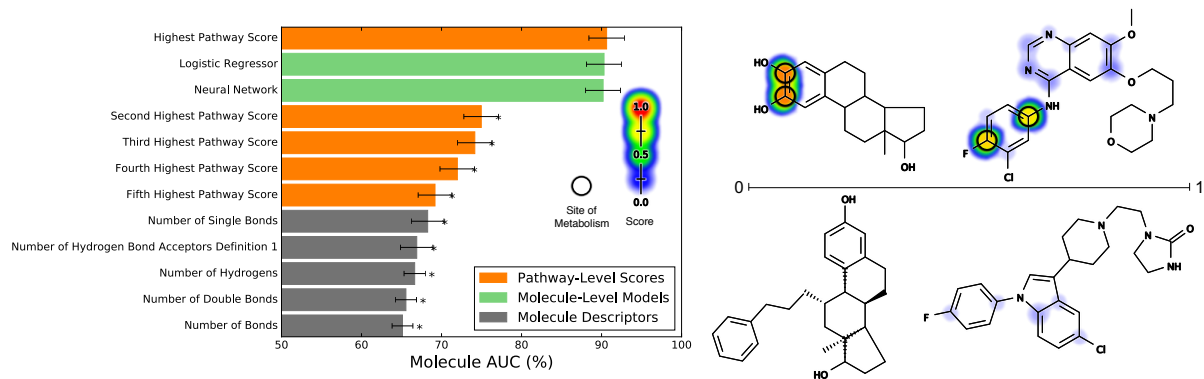 Highest Pathway Score
Logistic Regressor
Neural Network
Second Highest Pathway Score
*
Third Highest Pathway Score
*
Fourth Highest Pathway Score
*
Fifth Highest Pathway Score
*
Number of Single Bonds
*
Number of Hydrogen Bond Acceptors Definition 1
*
Number of Hydrogens
*
Number of Double Bonds
*
Number of Bonds
*
50
60
70
80
90
100
Molecule AUC (%)
1.0
0.5
0.0
Site of
Metabolism
Score
Pathway-Level Scores
Molecule-Level Models
Molecule Descriptors
HO
HO
OH
N
N
O
O
NH
N
O
F
Cl
0
1
OH
HO
N
N
O
NH
N
F
Cl